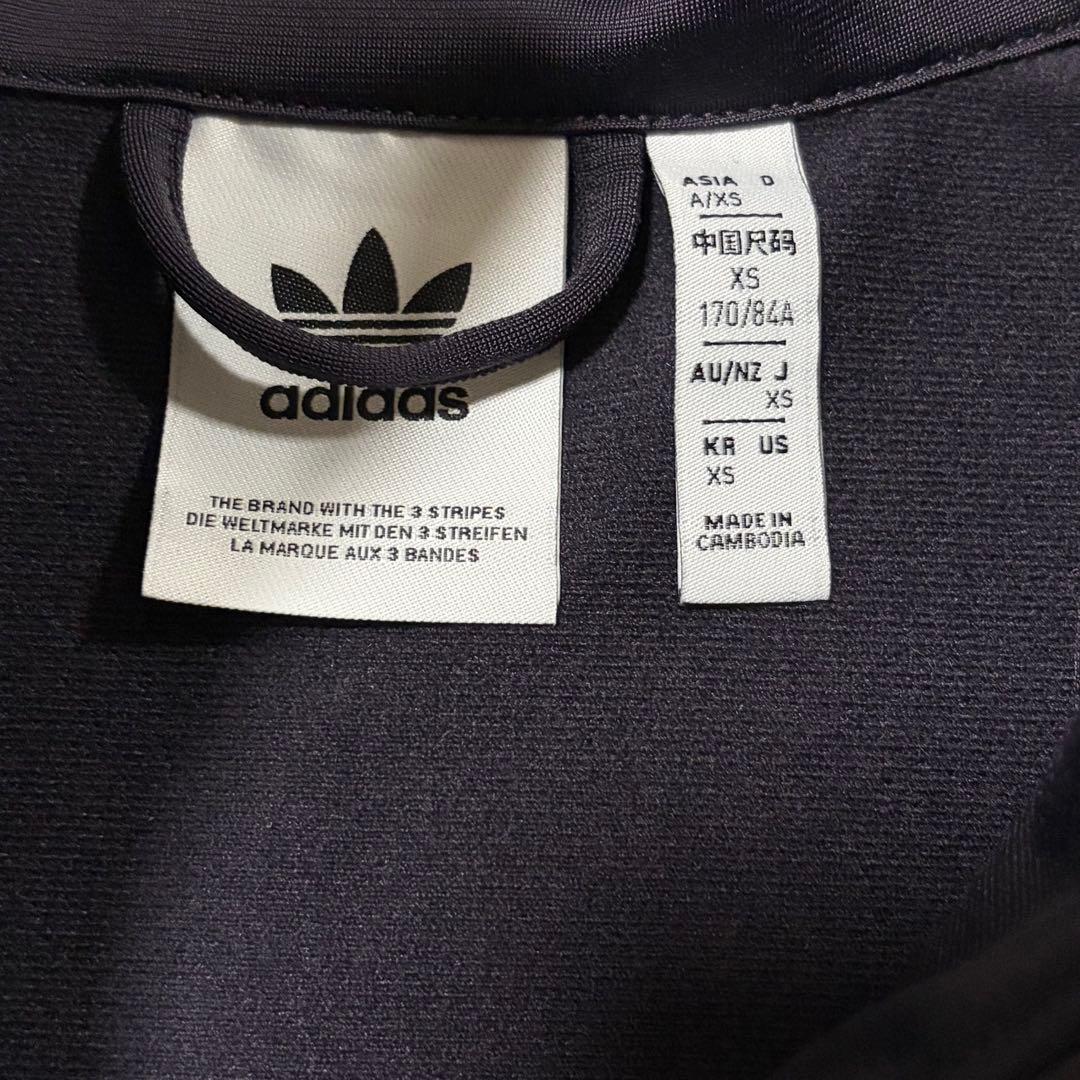 adidas
THE BRAND WITH THE 3 STRIPES
DIE WELTMARKE MIT DEN 3 STREIFEN
LA MARQUE AUX 3 BANDES
ASIA D
A/XS
中国尺码
XS
170/84A
AU/NZ J
XS
KR US
XS
MADE IN
CAMBODIA